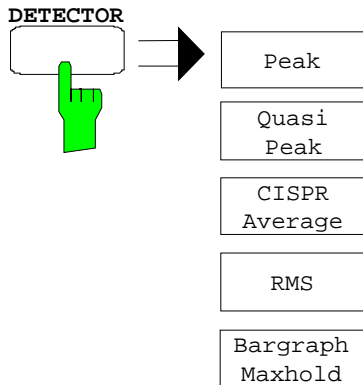 DETECTOR
Peak
Quasi
Peak
CISPR
Average
RMS
Bargraph
Maxhold